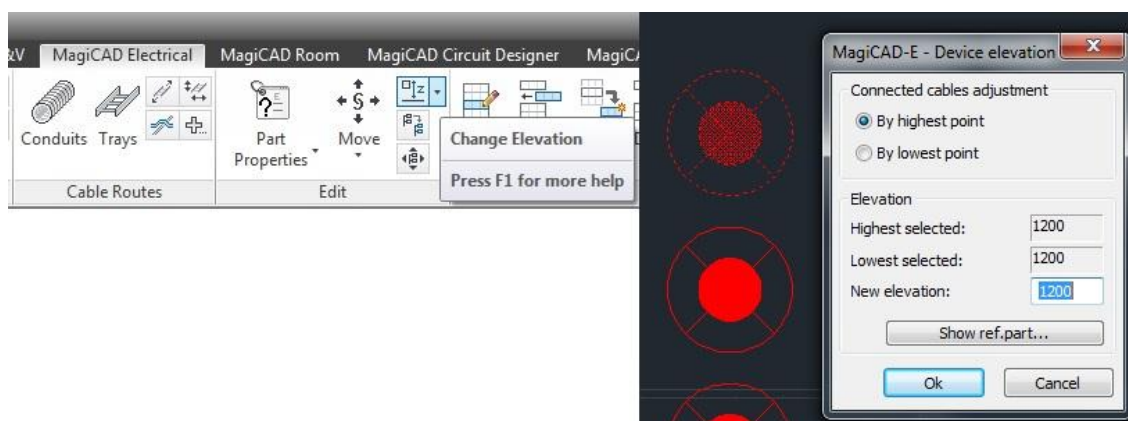 &V MagiCAD Electrical MagiCAD Room MagiCAD Circuit Designer
Conduits Trays
Part
Properties
Move
Cable Routes
Edit
Change Elevation
Press F1 for more help
MagiCAD-E - Device elevation
Connected cables adjustment
By highest point
By lowest point
Elevation
Highest selected: 1200
Lowest selected: 1200
New elevation: 1200
Show ref.part...
Ok Cancel